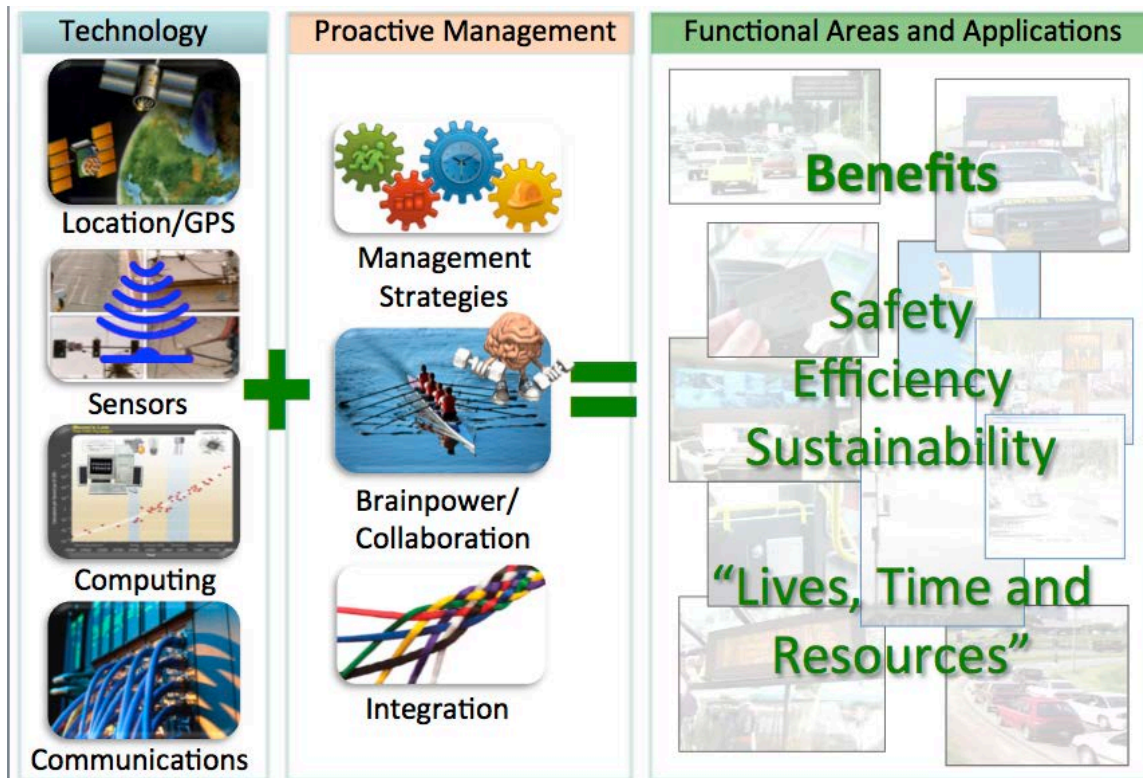 Technology
Location/GPS
Sensors
Computing
Communications
Proactive Management
Management
Strategies
Brainpower/
Collaboration
Integration
Functional Areas and Applications
Benefits
Safety
Efficiency
Sustainability
“Lives, Time and
Resources”